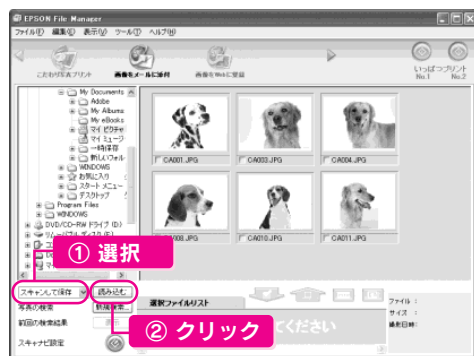 EPSON File Manager
ファイル(F) 編集(E) 表示(V) ツール(T) ヘルプ(H)
こだわり写真プリント 画像をメールに添付 画像をWebに登録
いっぱつプリント
No.1 No.2
My Documents
Adobe
My Albums
My eBooks
マイ ピクチャ
マイ ミュージ
一時保存
新しいフォル
WINDOWS
お気に入り
スタート メニュー
デスクトップ
Program Files
WINDOWS
DVD/CD-RW ドライブ (D:)
CA001.JPG CA003.JPG CA004.JPG
CA010.JPG CA011.JPG
① 選択
スキャンして保存 読み込む
写真の検索 新規検索...
前回の検索結果
スキャナビ設定
② クリック
選択ファイルリスト
ください
ファイル :
サイズ :
撮影日時: